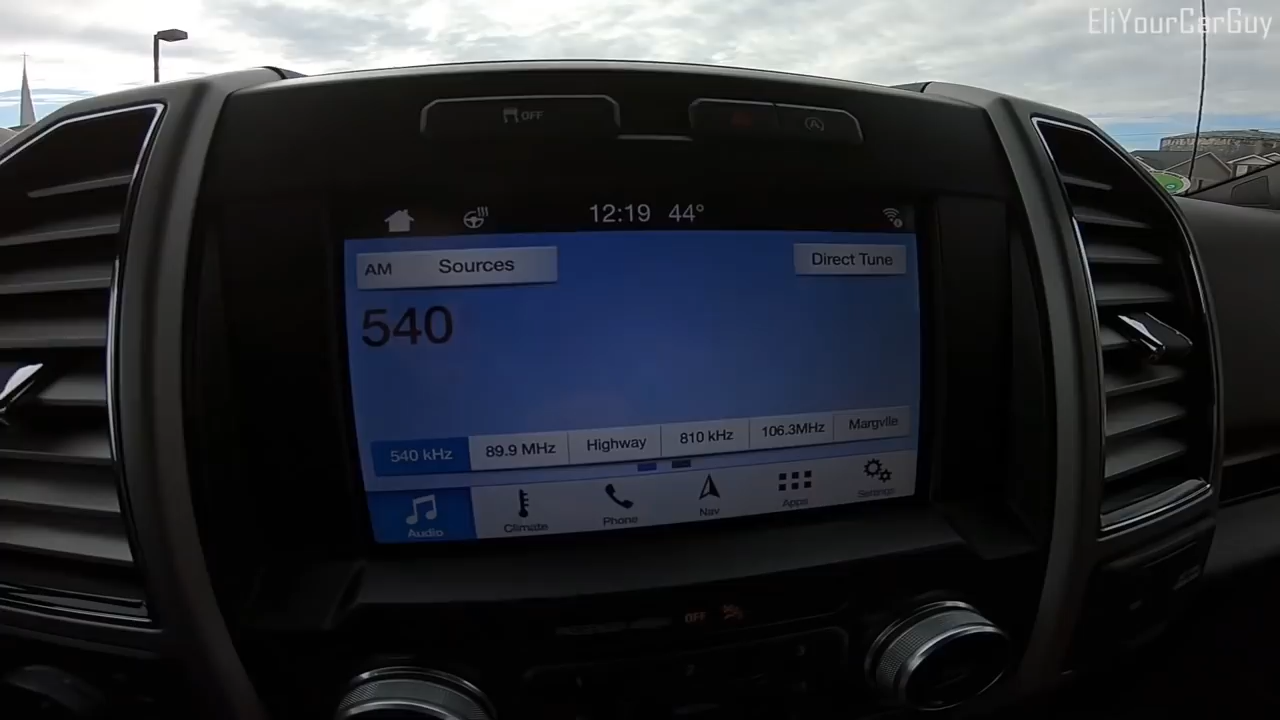 EliYourCarGuy
OFF
A
12:19 44°
AM Sources
Direct Tune
540
540 kHz 89.9 MHz Highway 810 kHz 106.3MHz Margvlle
Audio Climate Phone Nav Apps Settings
OFF